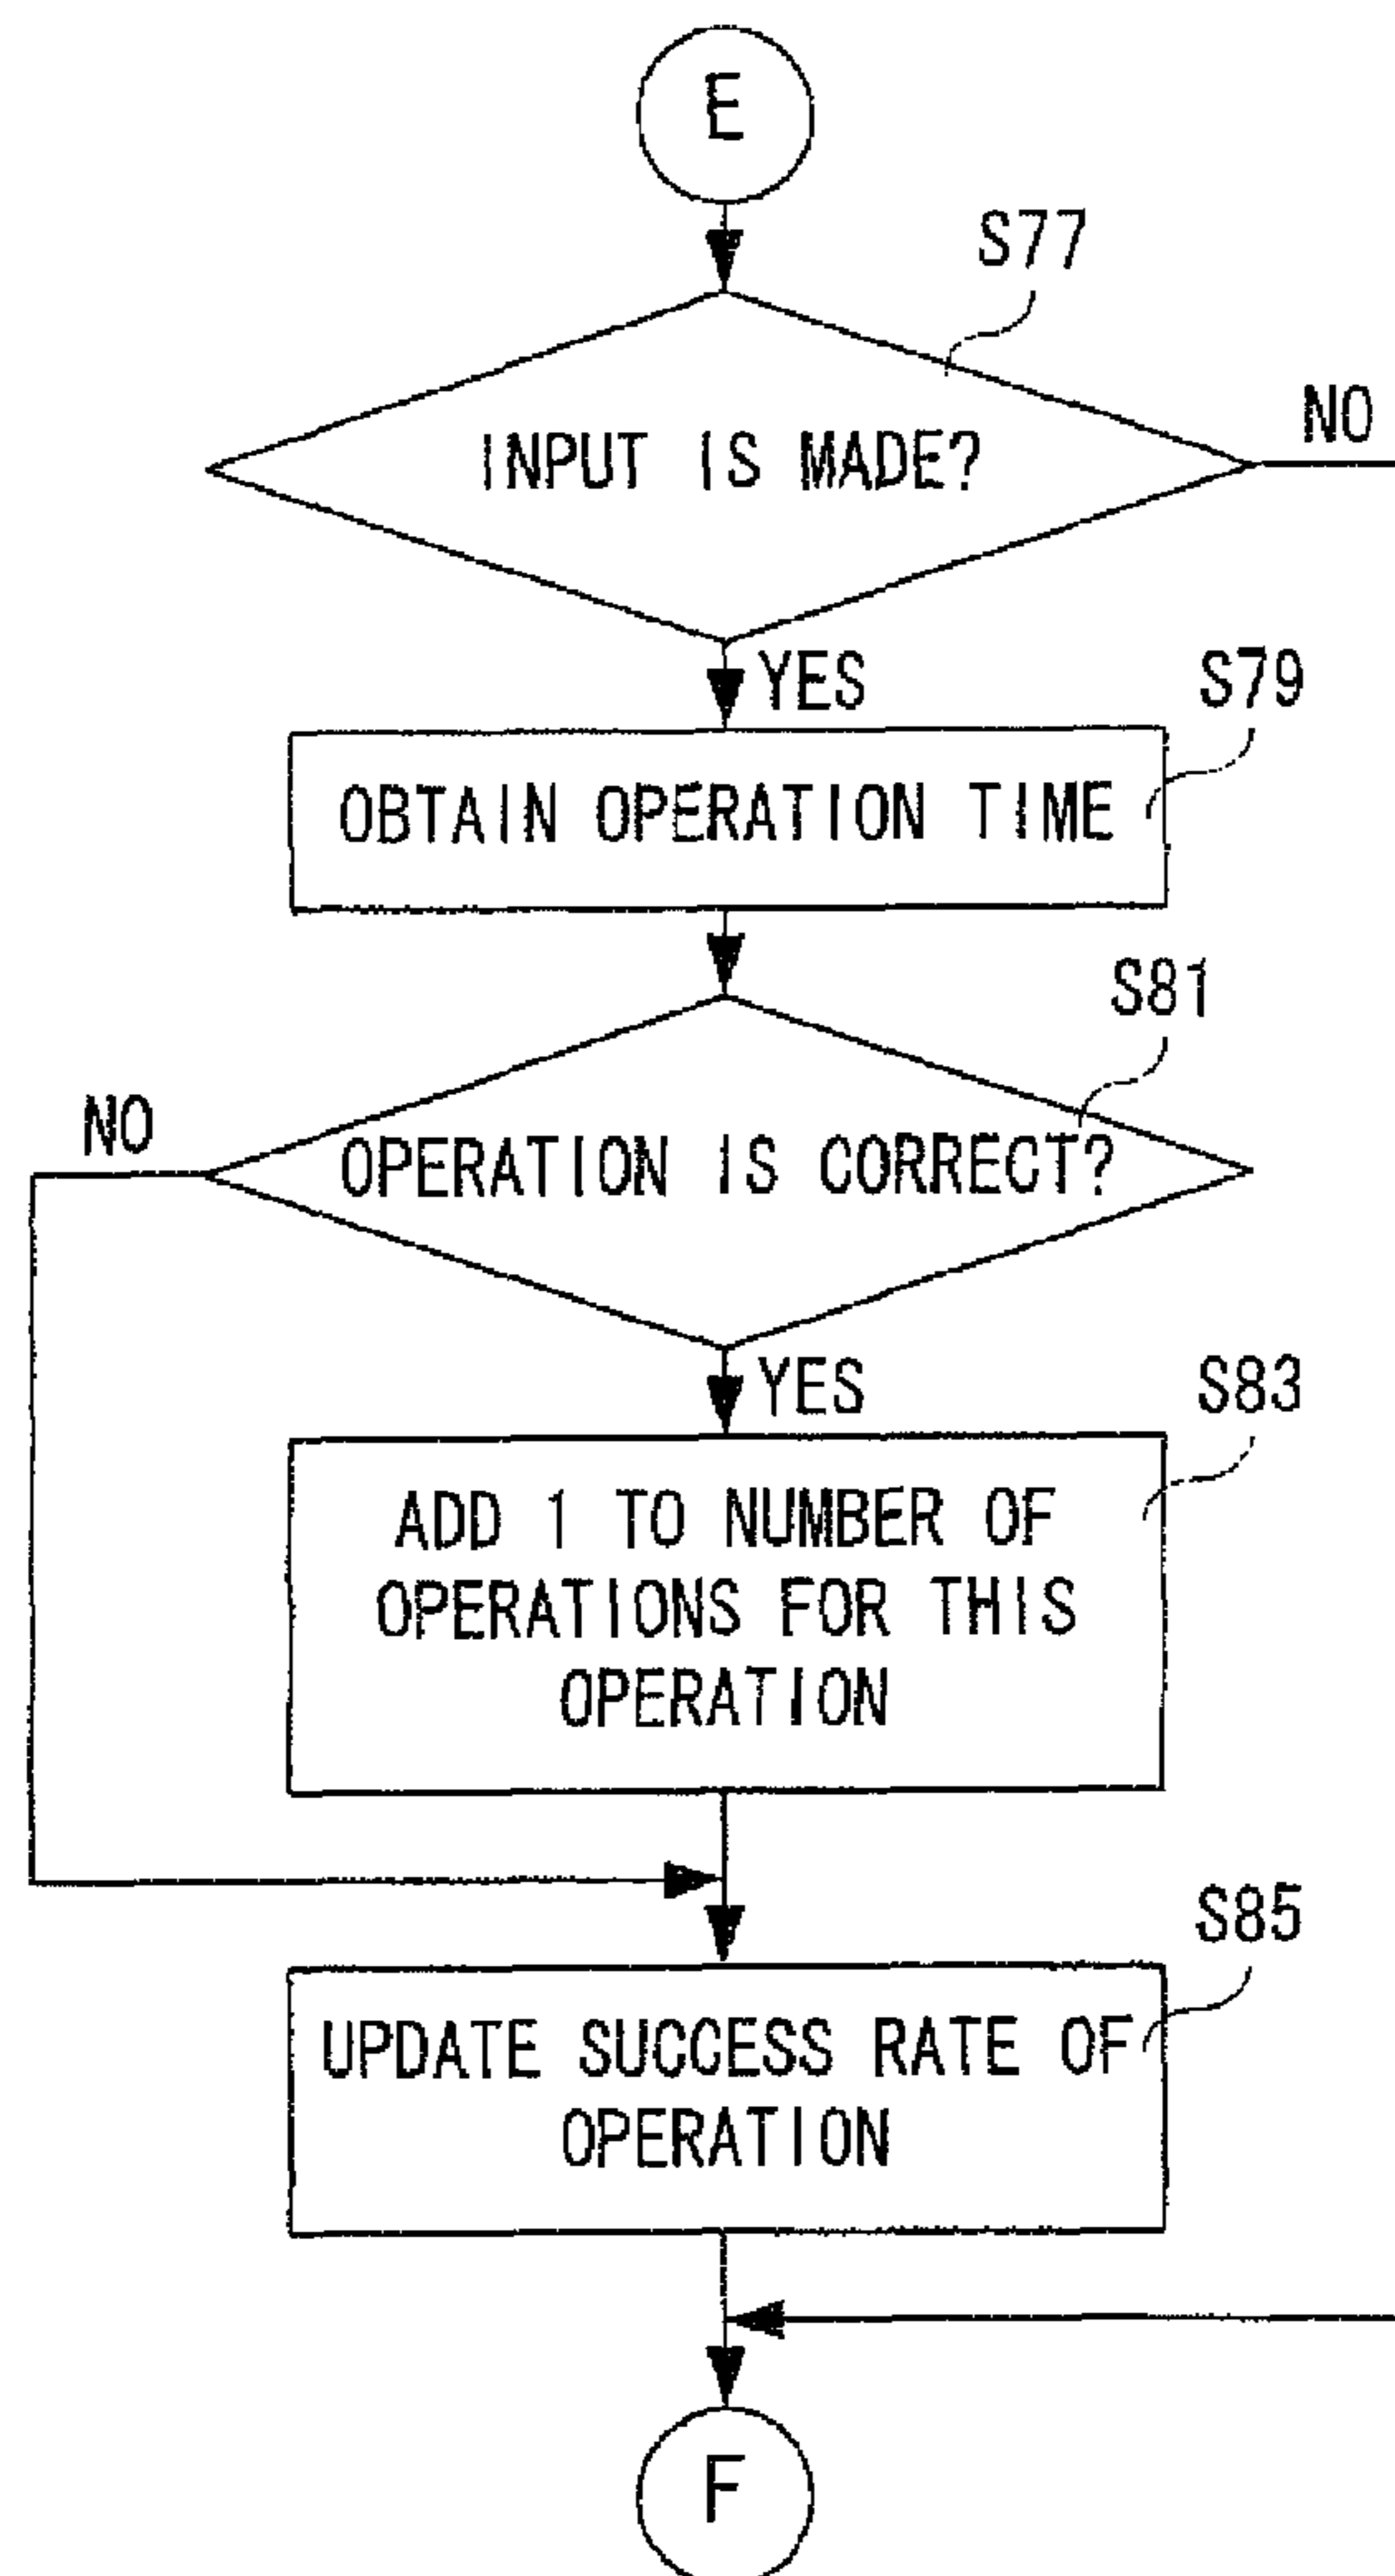 E
S77
INPUT IS MADE?
NO
YES
S79
OBTAIN OPERATION TIME
S81
NO
OPERATION IS CORRECT?
YES
S83
ADD 1 TO NUMBER OF
OPERATIONS FOR THIS
OPERATION
S85
UPDATE SUCCESS RATE OF
OPERATION
F